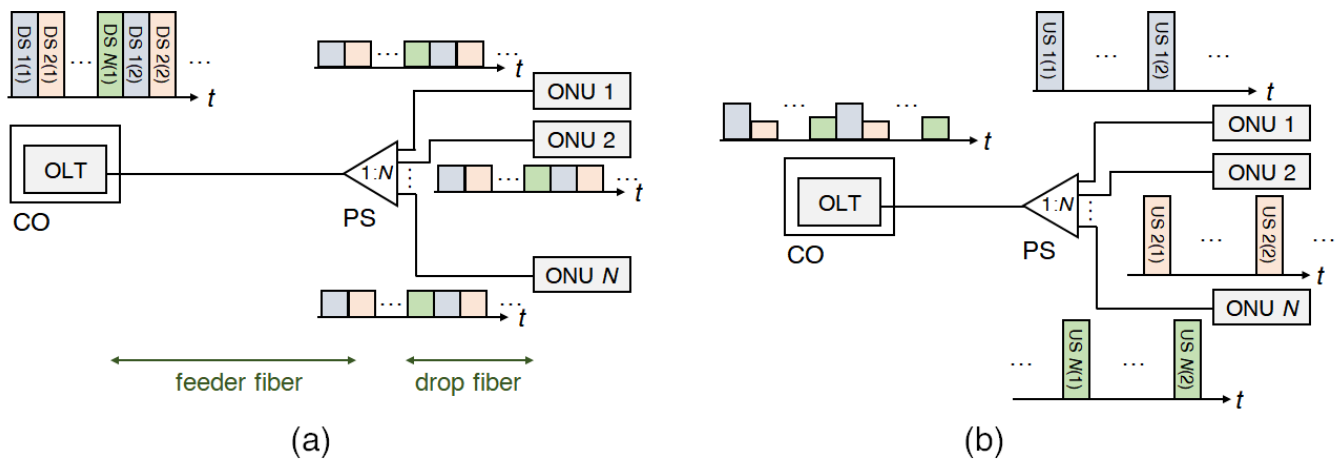 DS 1(1)
DS 2(1)
...
DS N(1)
DS 1(2)
DS 2(2)
...
t
... ...
t
ONU 1
ONU 2
OLT
1:N
CO
PS
... ...
t
ONU N
... ...
t
feeder fiber
drop fiber
(a)
US 1(1)
...
US 1(2)
...
t
... ...
t
ONU 1
ONU 2
OLT
1:N
CO
PS
US 2(1)
...
US 2(2)
...
t
ONU N
...
US N(1)
...
US N(2)
t
(b)